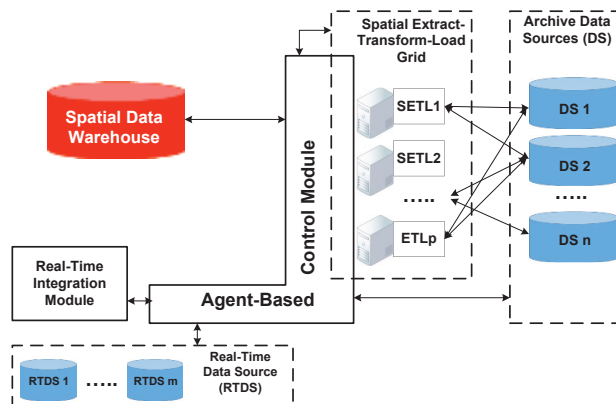 Spatial Extract-
Transform-Load
Grid
Archive Data
Sources (DS)
Spatial Data
Warehouse
SETL1
SETL2
.....
ETLp
DS 1
DS 2
.....
DS n
Control Module
Agent-Based
Real-Time
Integration
Module
Real-Time
Data Source
(RTDS)
RTDS 1
.....
RTDS m